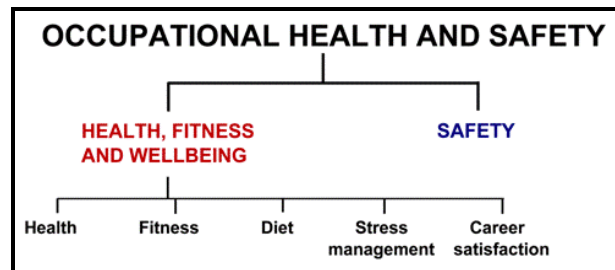 OCCUPATIONAL HEALTH AND SAFETY
HEALTH, FITNESS
AND WELLBEING
SAFETY
Health
Fitness
Diet
Stress
management
Career
satisfaction